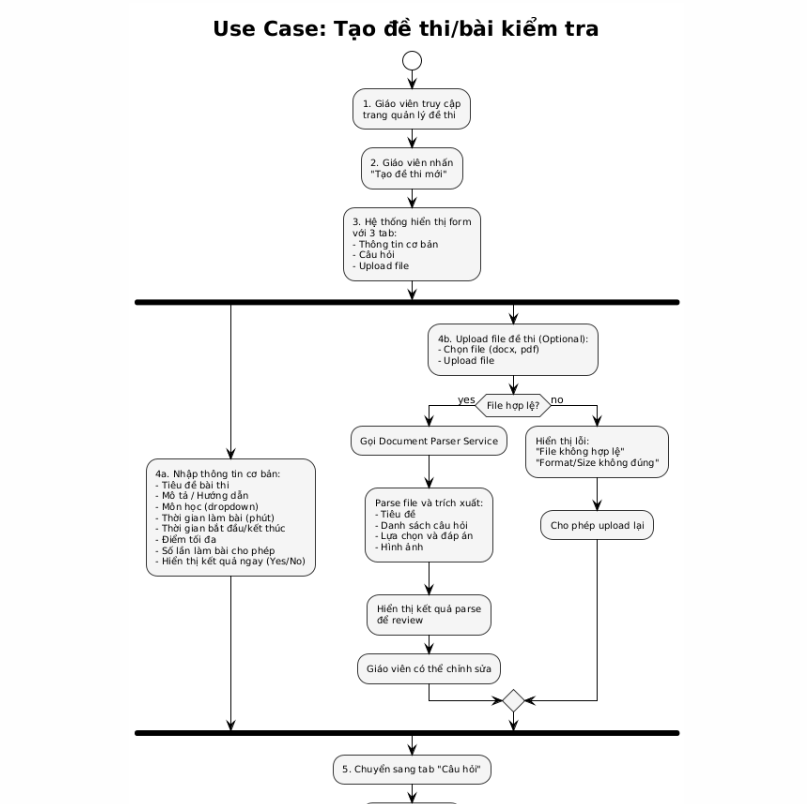 Use Case: Tạo đề thi/bài kiểm tra
1. Giáo viên truy cập
trang quản lý đề thi
2. Giáo viên nhấn
"Tạo đề thi mới"
3. Hệ thống hiển thị form
với 3 tab:
- Thông tin cơ bản
- Câu hỏi
- Upload file
4b. Upload file đề thi (Optional):
- Chọn file (docx, pdf)
- Upload file
yes
File hợp lệ?
no
Gọi Document Parser Service
Hiển thị lỗi:
"File không hợp lệ"
"Format/Size không đúng"
4a. Nhập thông tin cơ bản:
- Tiêu đề bài thi
- Mô tả / Hướng dẫn
- Môn học (dropdown)
- Thời gian làm bài (phút)
- Thời gian bắt đầu/kết thúc
- Điểm tối đa
- Số lần làm bài cho phép
- Hiển thị kết quả ngay (Yes/No)
Parse file và trích xuất:
- Tiêu đề
- Danh sách câu hỏi
- Lựa chọn và đáp án
- Hình ảnh
Cho phép upload lại
Hiển thị kết quả parse
để review
Giáo viên có thể chỉnh sửa
5. Chuyển sang tab "Câu hỏi"